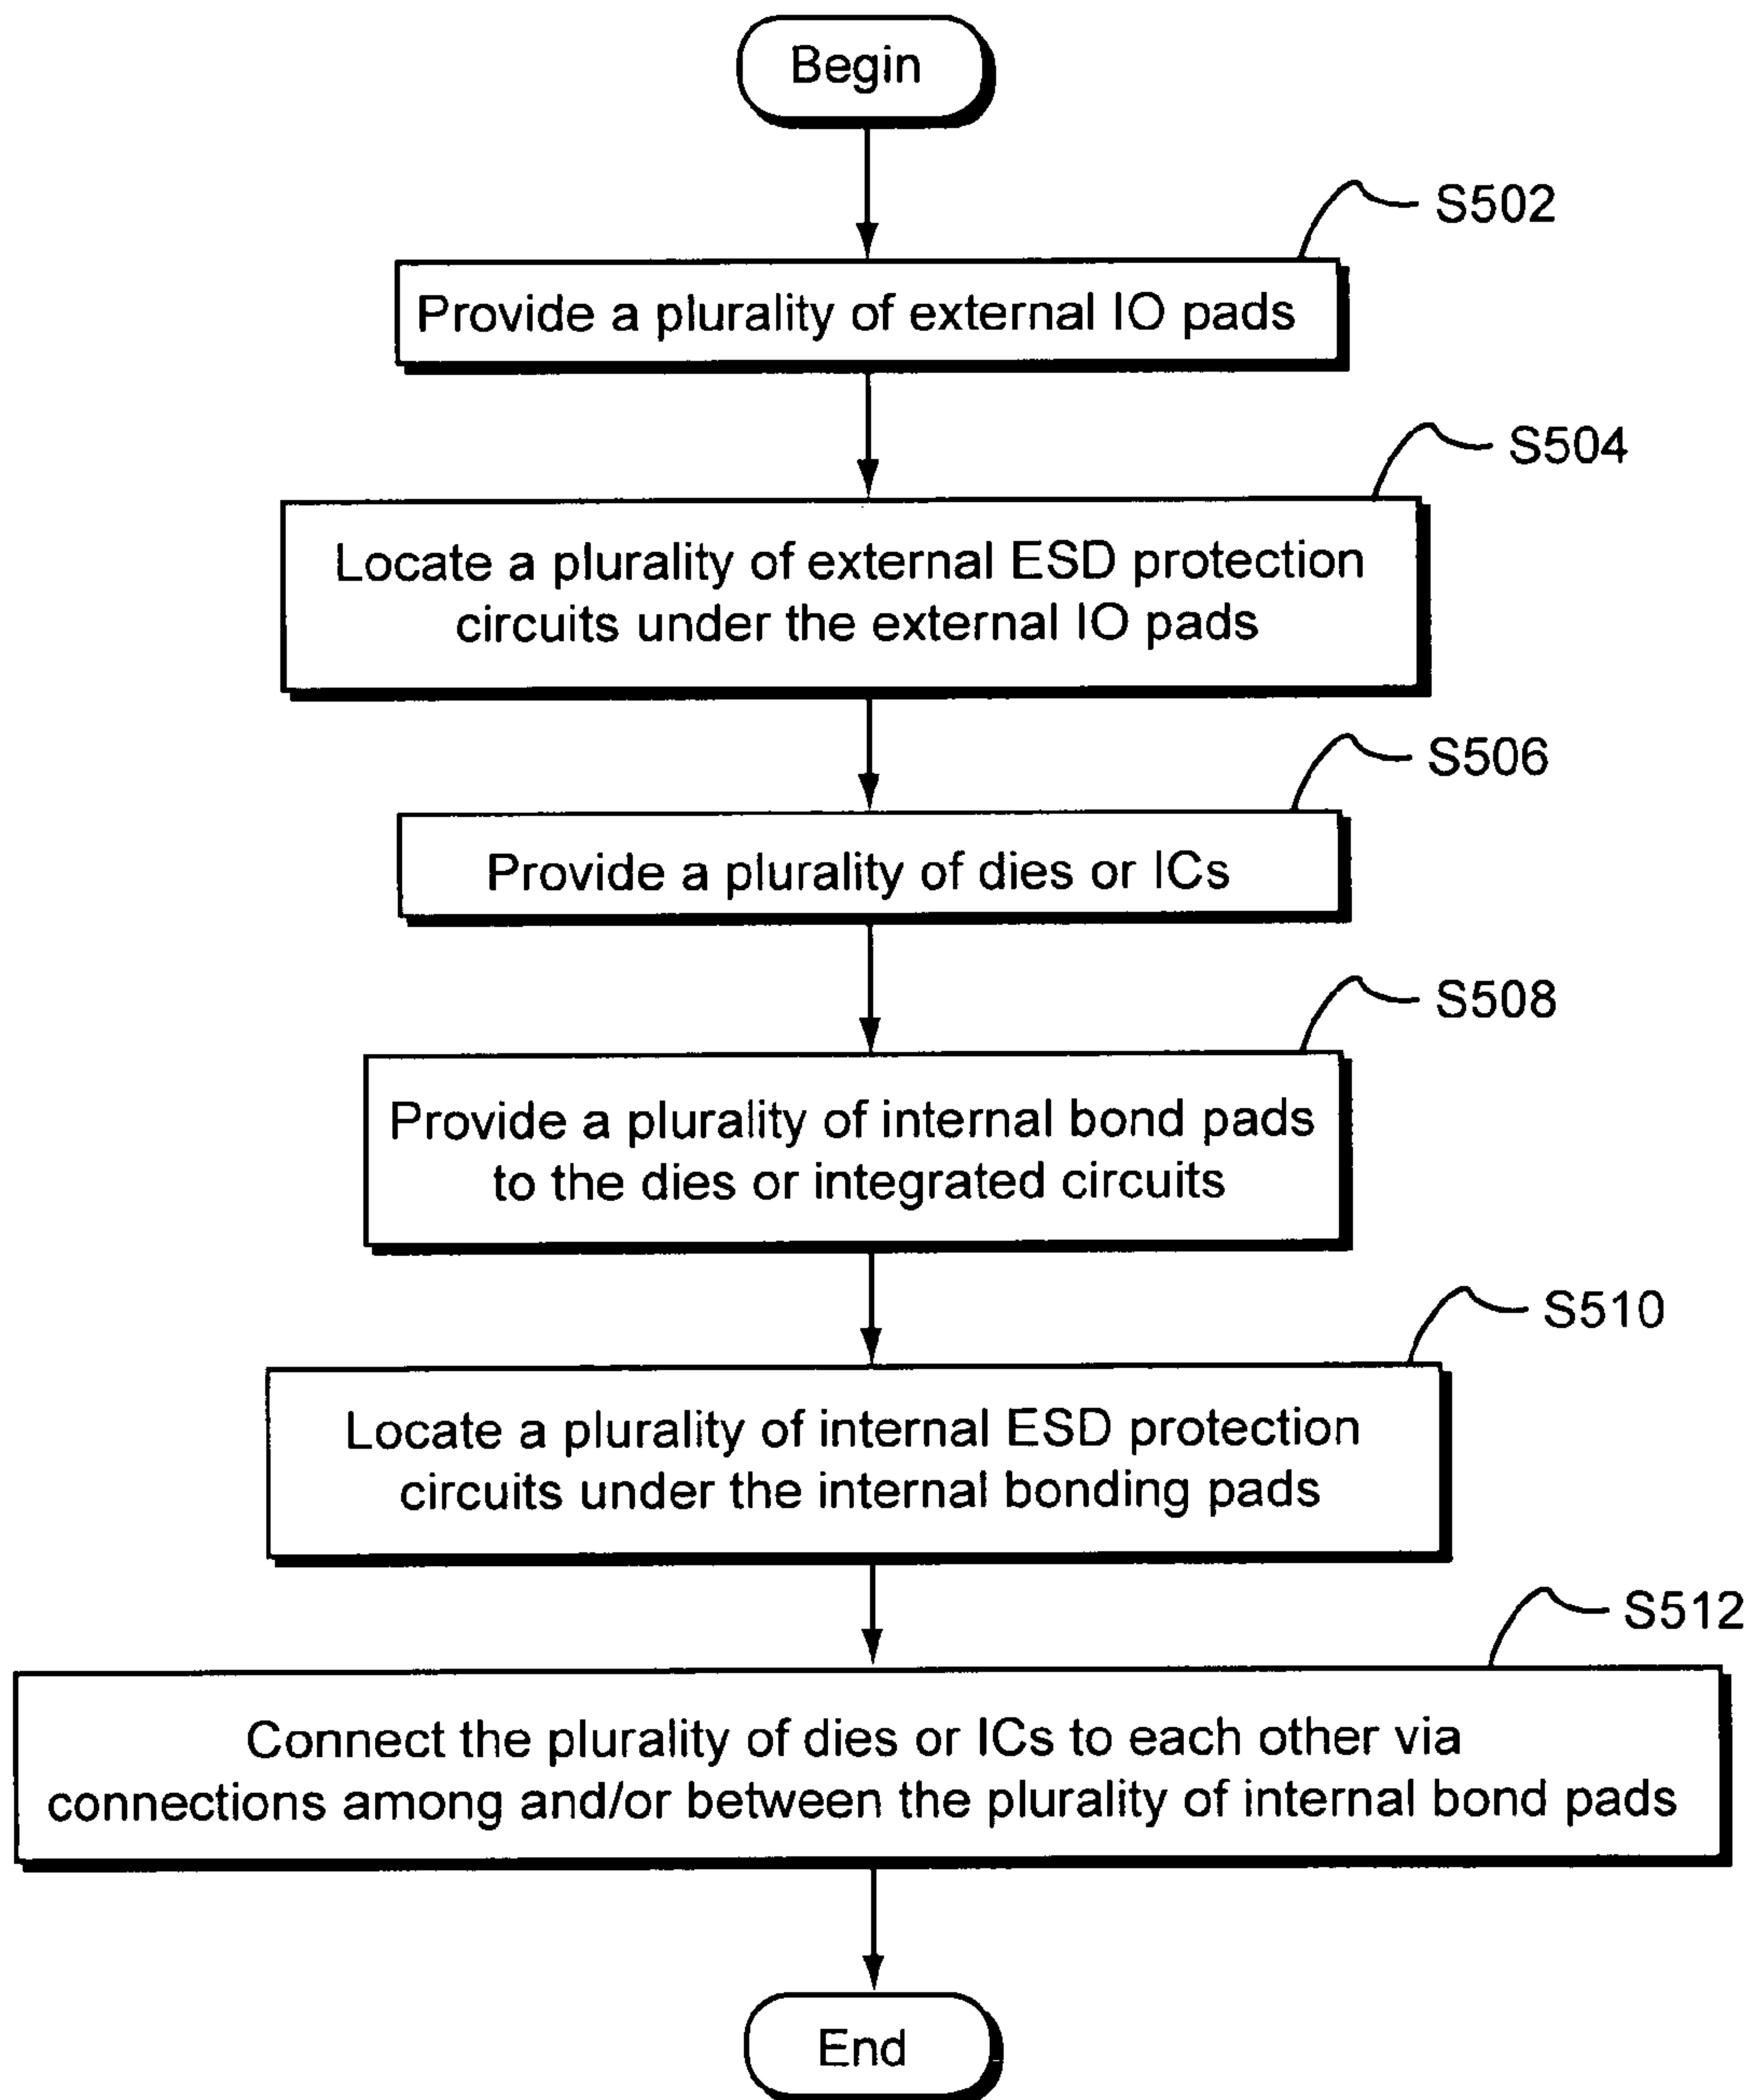 Begin
S502
Provide a plurality of external IO pads
S504
Locate a plurality of external ESD protection
circuits under the external IO pads
S506
Provide a plurality of dies or ICs
S508
Provide a plurality of internal bond pads
to the dies or integrated circuits
S510
Locate a plurality of internal ESD protection
circuits under the internal bonding pads
S512
Connect the plurality of dies or ICs to each other via
connections among and/or between the plurality of internal bond pads
End